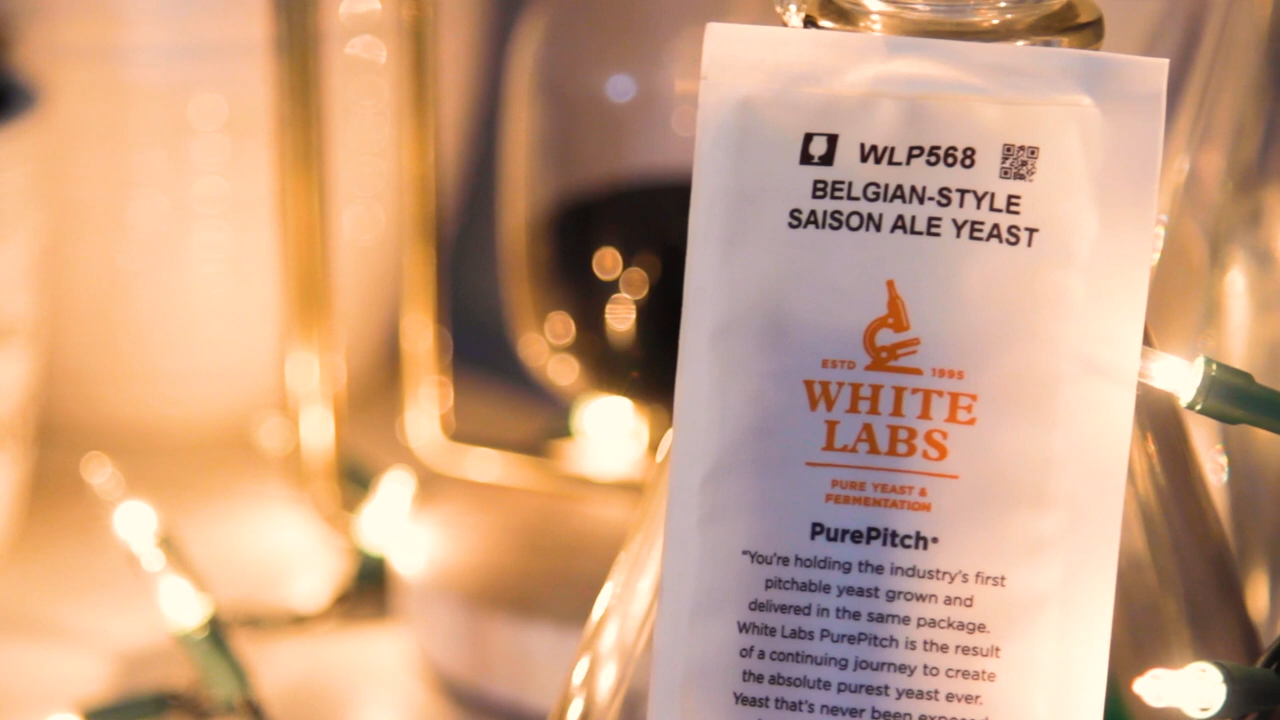 WLP568
BELGIAN-STYLE
SAISON ALE YEAST
ESTD 1995
WHITE
LABS
PURE YEAST &
FERMENTATION
PurePitch®
"You're holding the industry's first
pitchable yeast grown and
delivered in the same package.
White Labs PurePitch is the result
of a continuing journey to create
the absolute purest yeast ever.
Yeast that's never been exposed